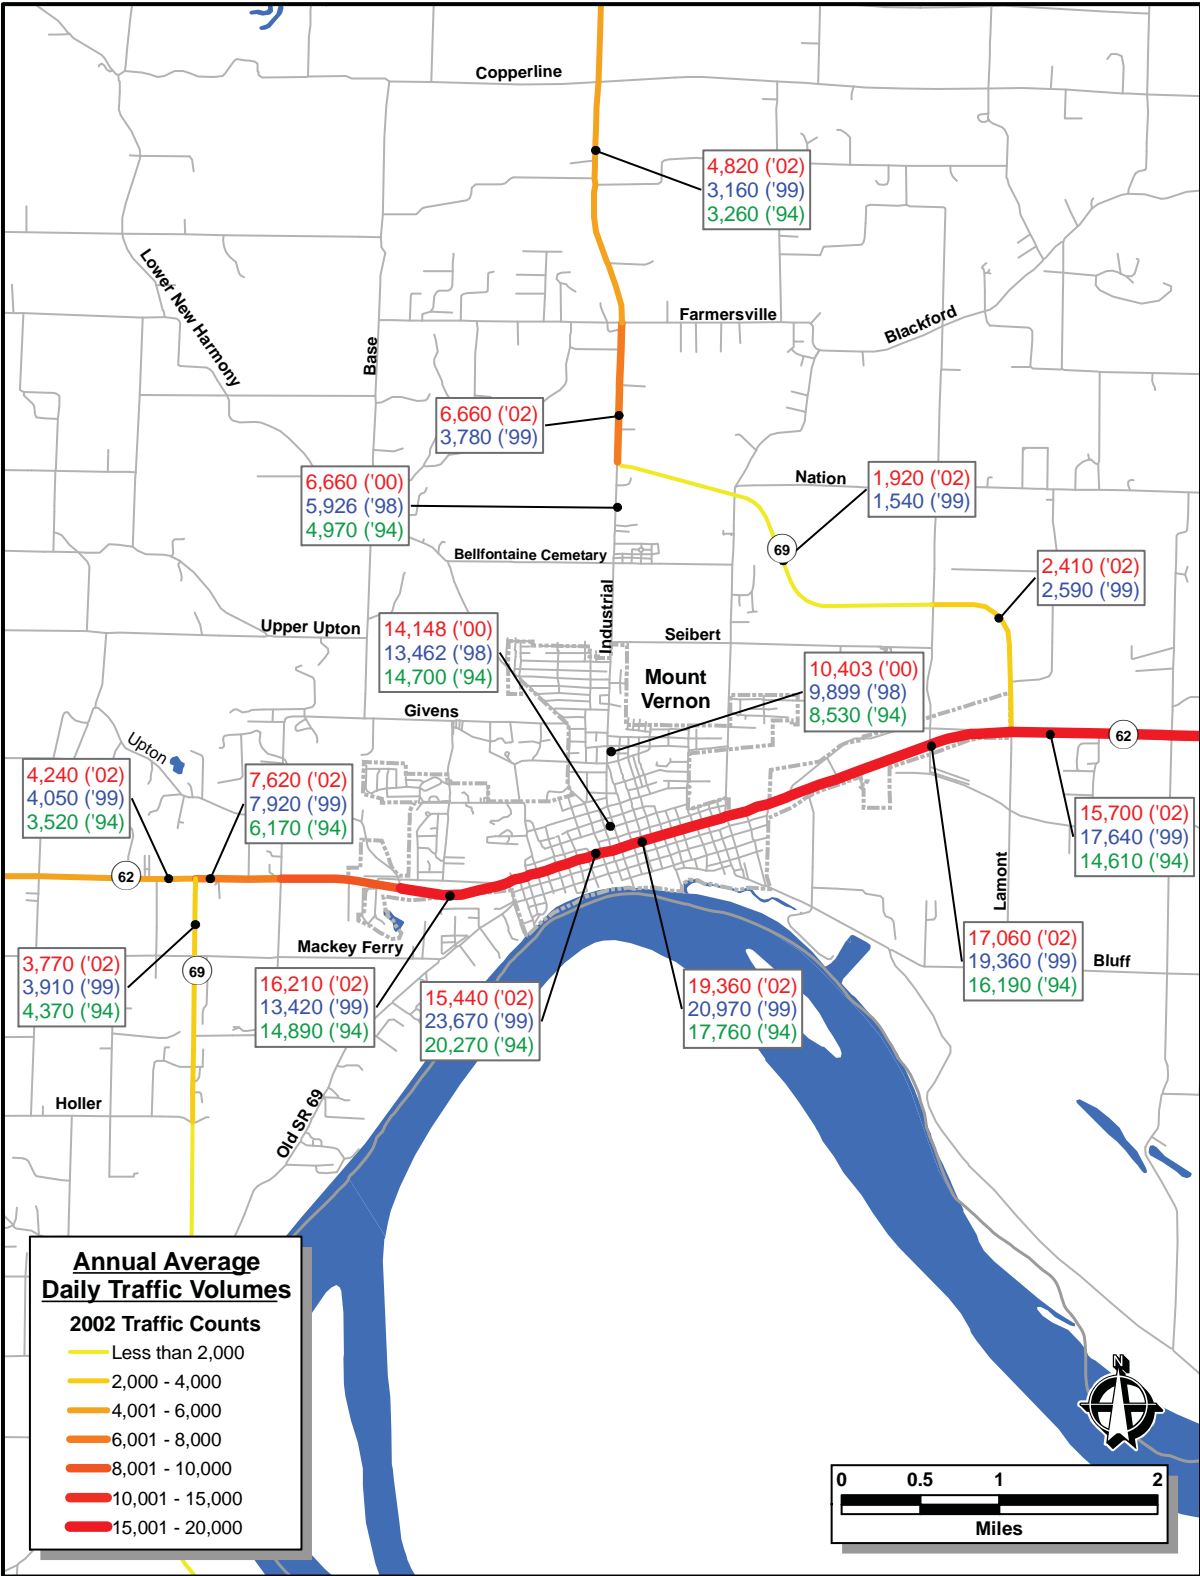 Copperline
4,820 ('02)
3,160 ('99)
3,260 ('94)
Lower New Harmony
Base
Farmersville
Blackford
6,660 ('02)
3,780 ('99)
6,660 ('00)
5,926 ('98)
4,970 ('94)
Nation
1,920 ('02)
1,540 ('99)
69
Bellfontaine Cemetary
2,410 ('02)
2,590 ('99)
Industrial
Upper Upton
14,148 ('00)
13,462 ('98)
14,700 ('94)
Seibert
Mount
Vernon
10,403 ('00)
9,899 ('98)
8,530 ('94)
Givens
62
Upton
4,240 ('02)
4,050 ('99)
3,520 ('94)
7,620 ('02)
7,920 ('99)
6,170 ('94)
15,700 ('02)
17,640 ('99)
14,610 ('94)
62
Lamont
Mackey Ferry
3,770 ('02)
3,910 ('99)
4,370 ('94)
69
16,210 ('02)
13,420 ('99)
14,890 ('94)
15,440 ('02)
23,670 ('99)
20,270 ('94)
19,360 ('02)
20,970 ('99)
17,760 ('94)
17,060 ('02)
19,360 ('99)
16,190 ('94)
Bluff
Holler
Old SR 69
Annual Average
Daily Traffic Volumes
2002 Traffic Counts
Less than 2,000
2,000 - 4,000
4,001 - 6,000
6,001 - 8,000
8,001 - 10,000
10,001 - 15,000
15,001 - 20,000
N
0 0.5 1 2
Miles